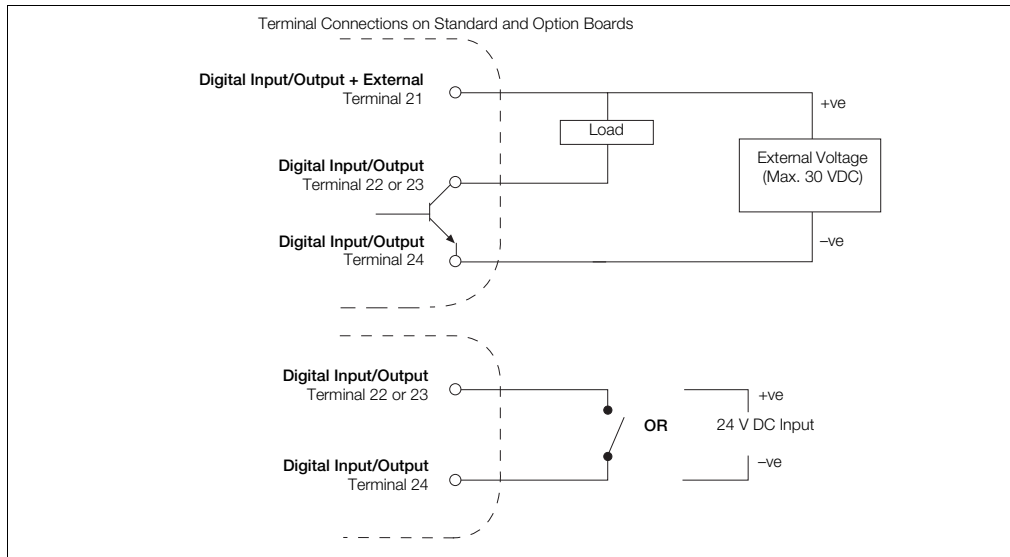 Terminal Connections on Standard and Option Boards
Digital Input/Output + External
Terminal 21
+ve
Load
External Voltage
(Max. 30 VDC)
Digital Input/Output
Terminal 22 or 23
Digital Input/Output
Terminal 24
–ve
Digital Input/Output
Terminal 22 or 23
+ve
OR
24 V DC Input
–ve
Digital Input/Output
Terminal 24